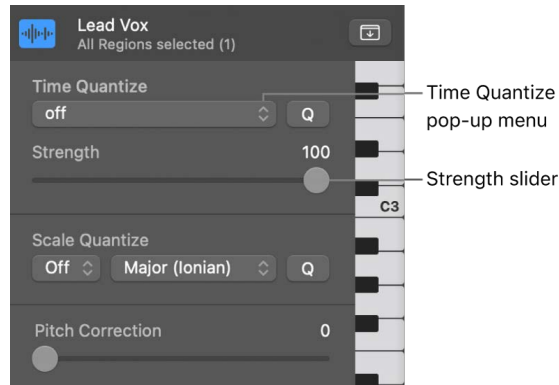 Lead Vox
All Regions selected (1)
Time Quantize
off
Q
Time Quantize
pop-up menu
Strength
100
Strength slider
C3
Scale Quantize
Off
Major (Ionian)
Q
Pitch Correction
0